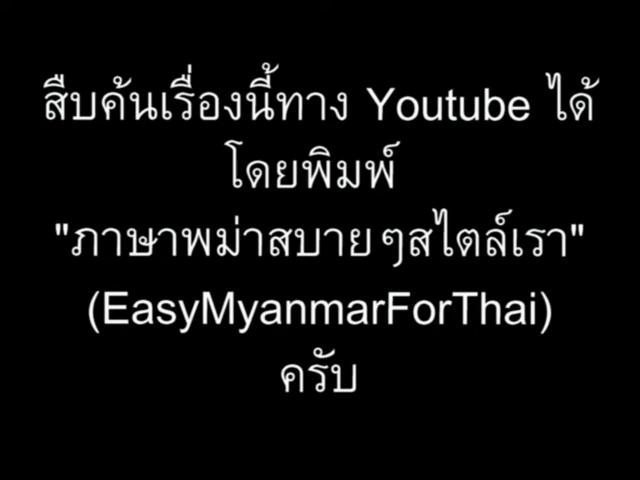 สืบค้นเรื่องนี้ทาง Youtube ได้
โดยพิมพ์
"ภาษาพม่าสบายๆสไตล์เรา"
(EasyMyanmarForThai)
ครับ